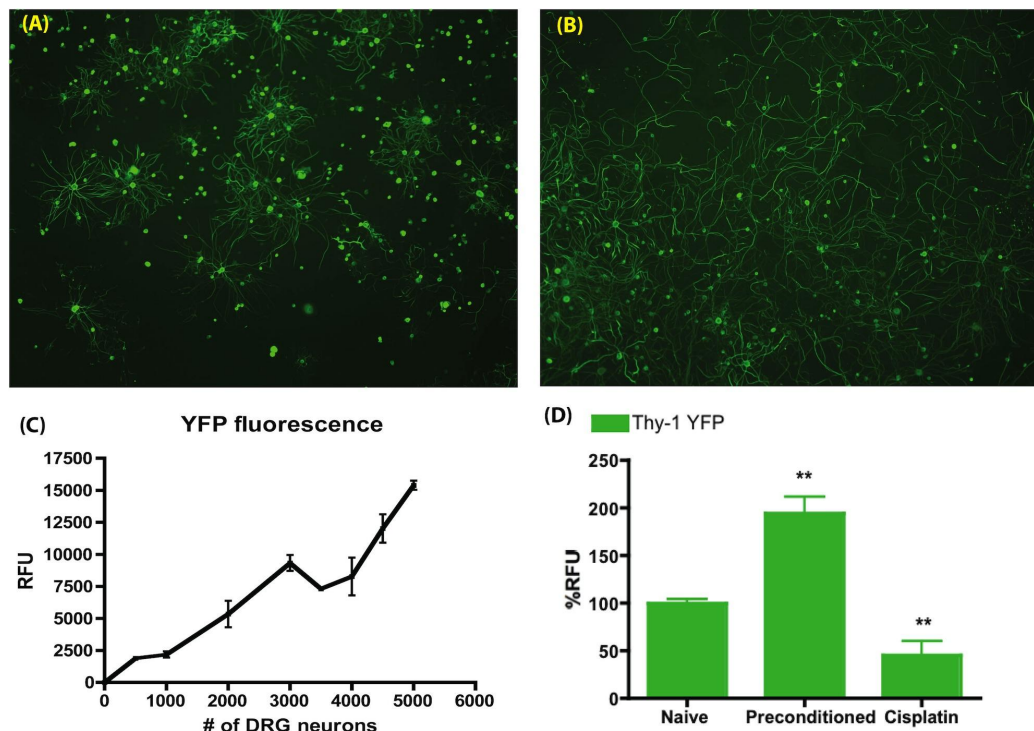 (A)
(B)
(C)
YFP fluorescence
17500
15000
12500
10000
7500
5000
2500
0
RFU
0 1000 2000 3000 4000 5000 6000
# of DRG neurons
(D)
Thy-1 YFP
250
200
150
100
50
0
%RFU
**
**
Naive Preconditioned Cisplatin